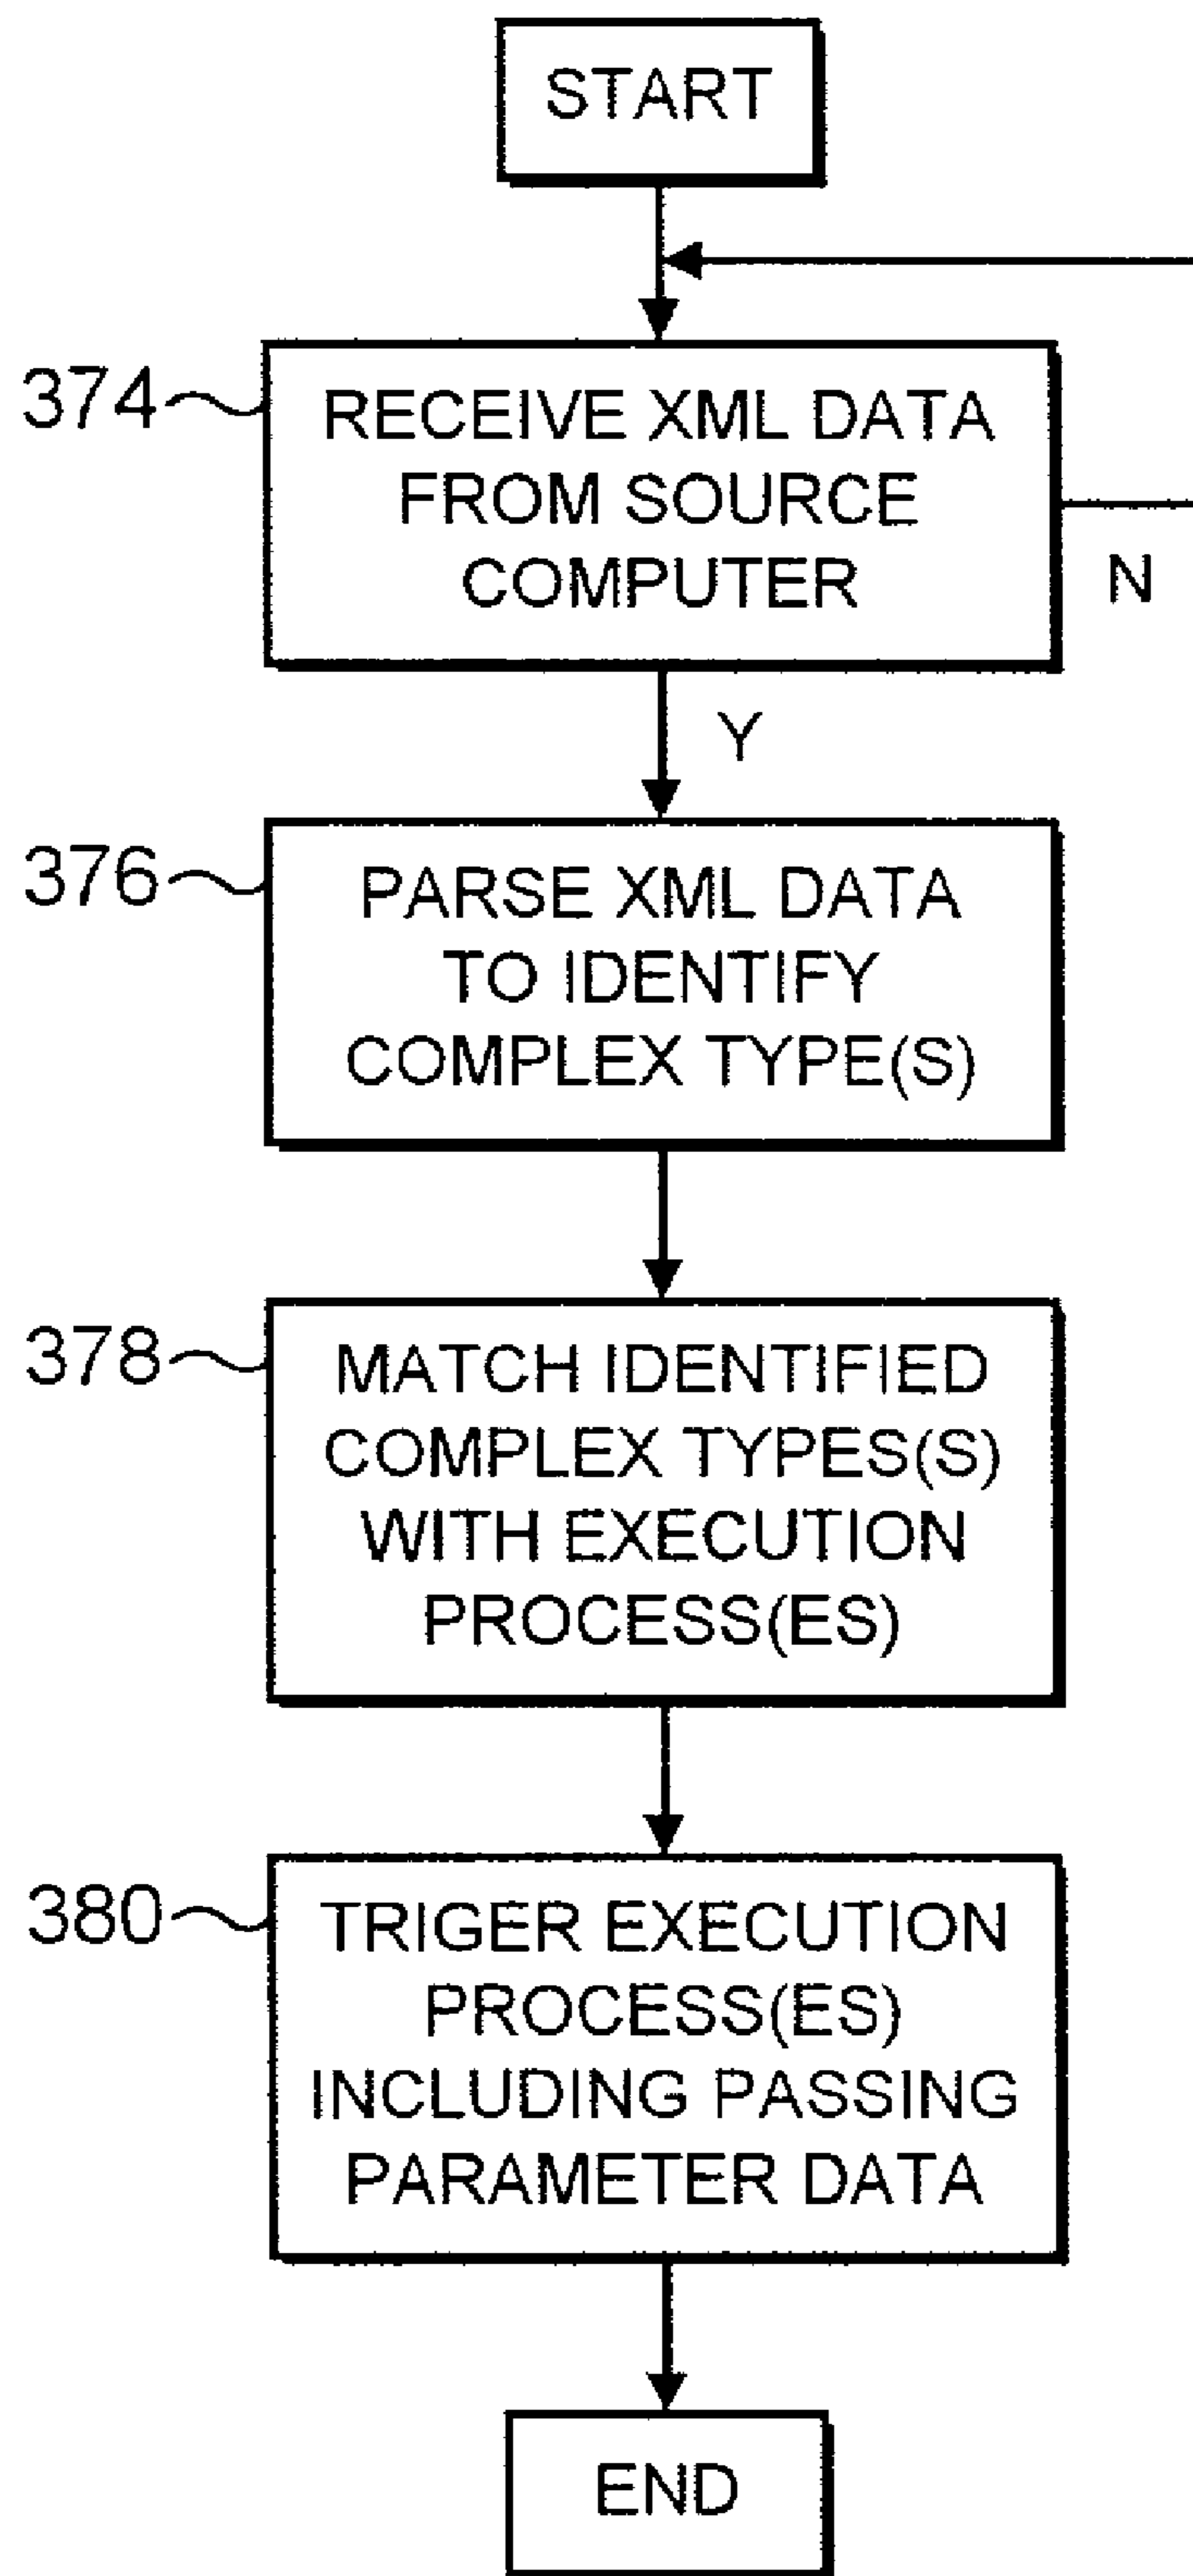 START
374
RECEIVE XML DATA
FROM SOURCE
COMPUTER
N
Y
376
PARSE XML DATA
TO IDENTIFY
COMPLEX TYPE(S)
378
MATCH IDENTIFIED
COMPLEX TYPES(S)
WITH EXECUTION
PROCESS(ES)
380
TRIGER EXECUTION
PROCESS(ES)
INCLUDING PASSING
PARAMETER DATA
END